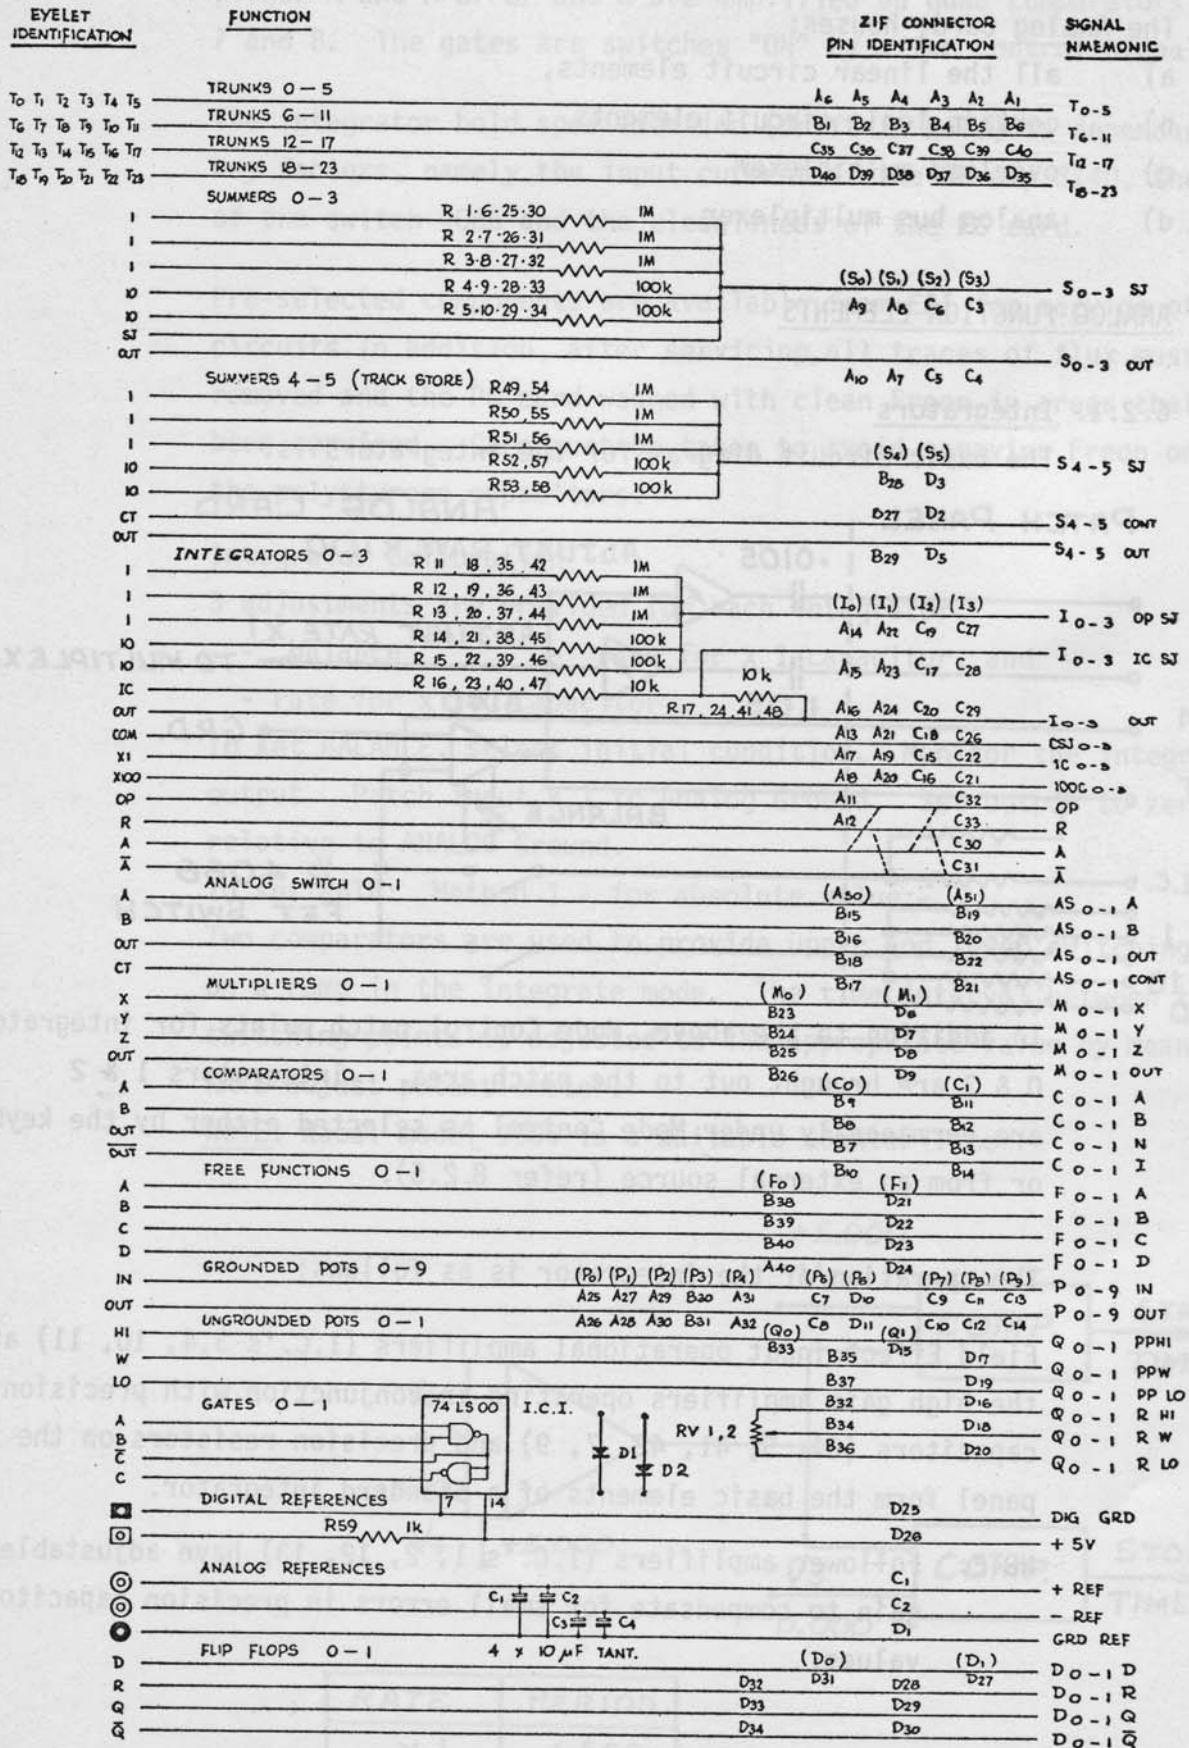 EYELET IDENTIFICATION FUNCTION ZIF CONNECTOR PIN IDENTIFICATION SIGNAL NMEMONIC
TRUNKS 0 — 5
T0 T1 T2 T3 T4 T5 A6 A5 A4 A3 A2 A1 T0-5
TRUNKS 6 — 11
T6 T7 T8 T9 T10 T11 B1 B2 B3 B4 B5 B6 T6-11
TRUNKS 12 - 17
T12 T13 T14 T15 T16 T17 C35 C36 C37 C38 C39 C40 T12-17
TRUNKS 18 - 23
T18 T19 T20 T21 T22 T23 D40 D39 D38 D37 D36 D35 T18-23
SUMMERS 0 — 3
1 R 1·6·25·30 1M
1 R 2·7·26·31 1M
1 R 3·8·27·32 1M
10 R 4·9·28·33 100k (S0) (S1) (S2) (S3) S0-3 SJ
10 R 5·10·29·34 100k A9 A8 C6 C3
SJ
OUT S0-3 OUT
A10 A7 C5 C4
SUMMERS 4 — 5 (TRACK STORE)
1 R49, 54 1M
1 R50, 55 1M
1 R51, 56 1M
10 R52, 57 100k (S4) (S5) S4-5 SJ
10 R53, 58 100k B28 D3
CT B27 D2 S4-5 CONT
OUT B29 D5 S4-5 OUT
INTEGRATORS 0 - 3
1 R 11, 18, 35, 42 1M
1 R 12, 19, 36, 43 1M
1 R 13, 20, 37, 44 1M (I0) (I1) (I2) (I3) I0-3 OP SJ
10 R 14, 21, 38, 45 100k A14 A22 C19 C27
10 R 15, 22, 39, 46 100k A15 A23 C17 C28 I0-3 IC SJ
IC R 16, 23, 40, 47 10k 10k
OUT R17, 24, 41, 48 A16 A24 C20 C29 I0-3 OUT
COM A13 A21 C18 C26 CSJ0-3
X1 A17 A19 C15 C22 1C0-3
X100 A18 A20 C16 C21 100C0-3
OP A11 C32 OP
R A12 C33 R
A C30 A
A̅ C31 A̅
ANALOG SWITCH 0-1 (AS0) (AS1)
A B15 B19 AS0-1 A
B B16 B20 AS0-1 B
OUT B18 B22 AS0-1 OUT
CT B17 B21 AS0-1 CONT
MULTIPLIERS 0 - 1 (M0) (M1)
X B23 D6 M0-1 X
Y B24 D7 M0-1 Y
Z B25 D8 M0-1 Z
OUT B26 D9 M0-1 OUT
COMPARATORS 0-1 (C0) (C1)
A B9 B11 C0-1 A
B B8 B12 C0-1 B
OUT B7 B13 C0-1 N
O̅U̅T̅ B10 B14 C0-1 I
FREE FUNCTIONS 0-1 (F0) (F1)
A B38 D21 F0-1 A
B B39 D22 F0-1 B
C B40 D23 F0-1 C
D A40 D24 F0-1 D
GROUNDED POTS 0-9 (P0) (P1) (P2) (P3) (P4) (P5) (P6) (P7) (P8) (P9)
IN A25 A27 A29 B30 A31 C7 D10 C9 C11 C13 P0-9 IN
OUT A26 A28 A30 B31 A32 C8 D11 C10 C12 C14 P0-9 OUT
UNGROUNDED POTS 0-1 (Q0) (Q1)
HI B33 D15 Q0-1 PPHI
W B35 D17 Q0-1 PPW
LO B37 D19 Q0-1 PP LO
GATES 0 — 1 74 LS 00 I.C.1. B32 D16 Q0-1 R HI
A RV 1, 2 B34 D18 Q0-1 R W
B D1 B36 D20 Q0-1 R LO
C̅ D2
C
DIGITAL REFERENCES 7 14
D25 DIG GRD
R59 1k D26 + 5V
ANALOG REFERENCES
C1 + REF
C1 C2 C2 - REF
C3 C4 D1 GRD REF
FLIP FLOPS 0 — 1 4 x 10 µF TANT. (D0) (D1)
D D31 D27 D0-1 D
R D32 D28 D0-1 R
Q D33 D29 D0-1 Q
Q̅ D34 D30 D0-1 Q̅